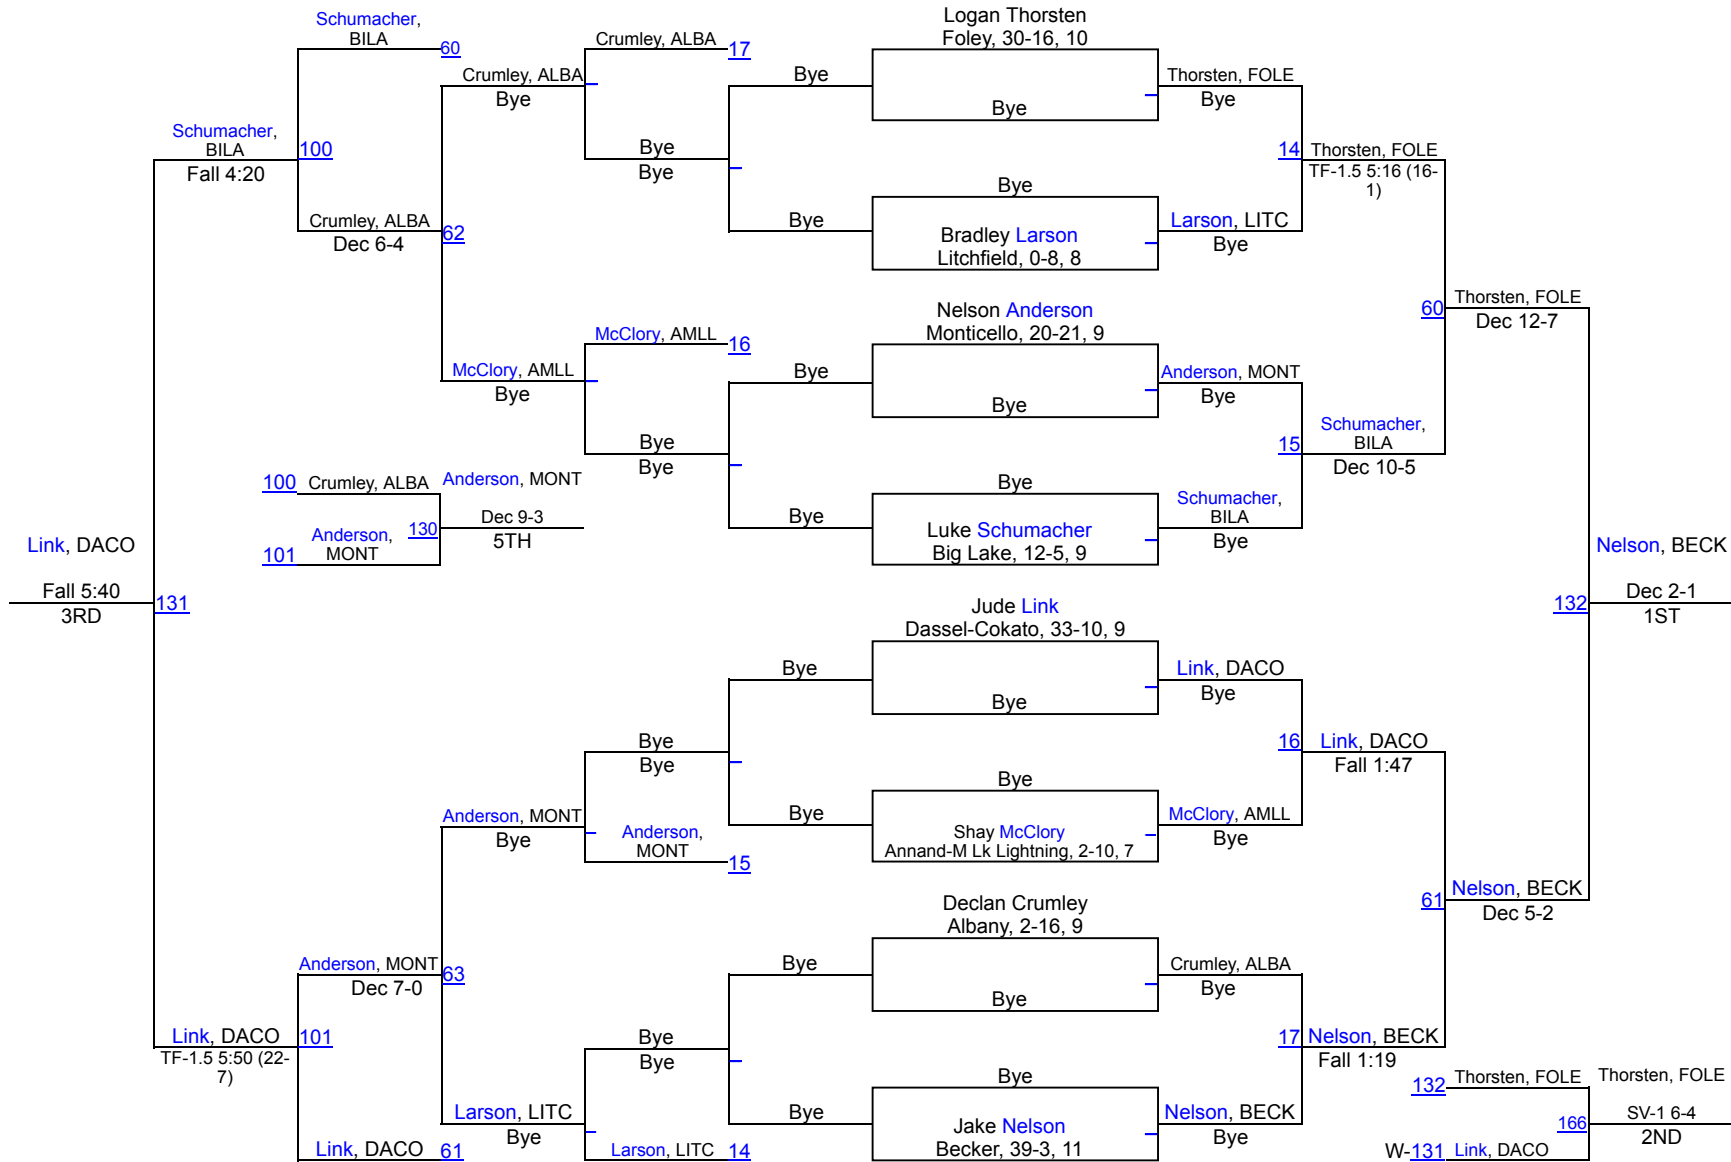 Schumacher,
BILA
60
Schumacher,
BILA
Fall 4:20
100
Crumley, ALBA
Dec 6-4
62
Crumley, ALBA
Bye
Crumley, ALBA
17
Bye
Bye
McClory, AMLL
Bye
McClory, AMLL
16
Bye
Bye
100
Crumley, ALBA
101
Anderson,
MONT
130
Anderson, MONT
Dec 9-3
5TH
Link, DACO
Fall 5:40
3RD
131
Anderson, MONT
Bye
Bye
Bye
Anderson,
MONT
15
Anderson, MONT
Dec 7-0
63
Link, DACO
TF-1.5 5:50 (22-
7)
101
Link, DACO
61
Larson, LITC
Bye
Bye
Bye
Larson, LITC
14
Bye
Logan Thorsten
Foley, 30-16, 10
Bye
Thorsten, FOLE
Bye
Bye
Bye
Bradley Larson
Litchfield, 0-8, 8
Larson, LITC
Bye
14
Thorsten, FOLE
TF-1.5 5:16 (16-
1)
Bye
Nelson Anderson
Monticello, 20-21, 9
Bye
Anderson, MONT
Bye
Bye
Bye
Luke Schumacher
Big Lake, 12-5, 9
Schumacher,
BILA
Bye
15
Schumacher,
BILA
Dec 10-5
60
Thorsten, FOLE
Dec 12-7
Bye
Jude Link
Dassel-Cokato, 33-10, 9
Bye
Link, DACO
Bye
Bye
Bye
Shay McClory
Annand-M Lk Lightning, 2-10, 7
McClory, AMLL
Bye
16
Link, DACO
Fall 1:47
Bye
Declan Crumley
Albany, 2-16, 9
Bye
Crumley, ALBA
Bye
Bye
Bye
Jake Nelson
Becker, 39-3, 11
Nelson, BECK
Bye
17
Nelson, BECK
Fall 1:19
61
Nelson, BECK
Dec 5-2
132
Nelson, BECK
Dec 2-1
1ST
132
Thorsten, FOLE
W-131
Link, DACO
166
Thorsten, FOLE
SV-1 6-4
2ND